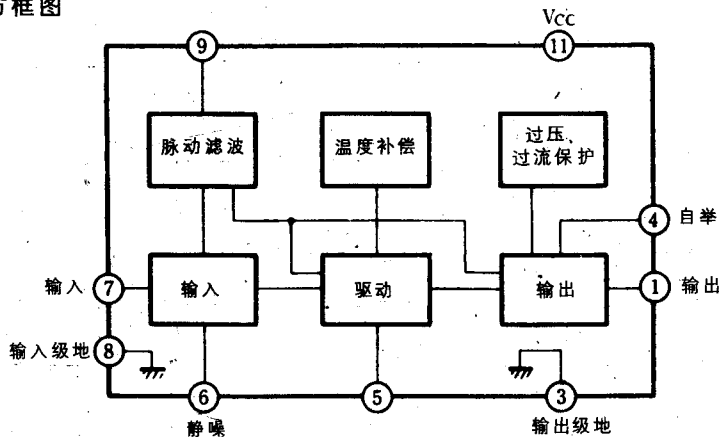 方框图
Vcc
9
11
脉动滤波
温度补偿
过压、
过流保护
4
自举
输入
7
输入
驱动
输出
1
输出
输入级地
8
6
5
3
静噪
输出级地